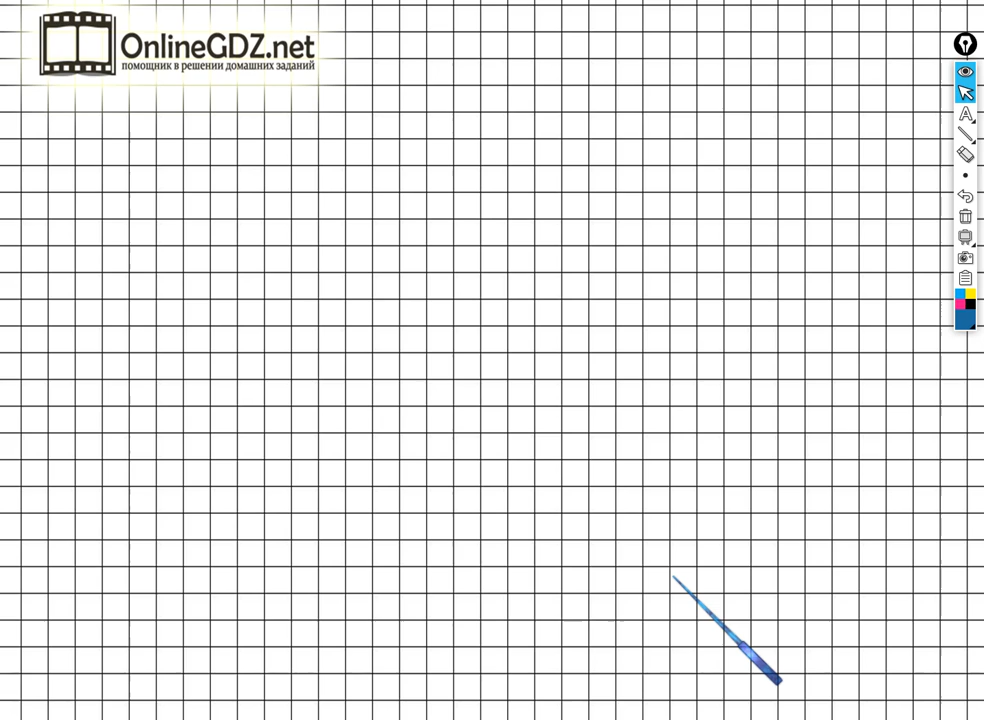 OnlineGDZ.net
помощник в решении домашних заданий
A